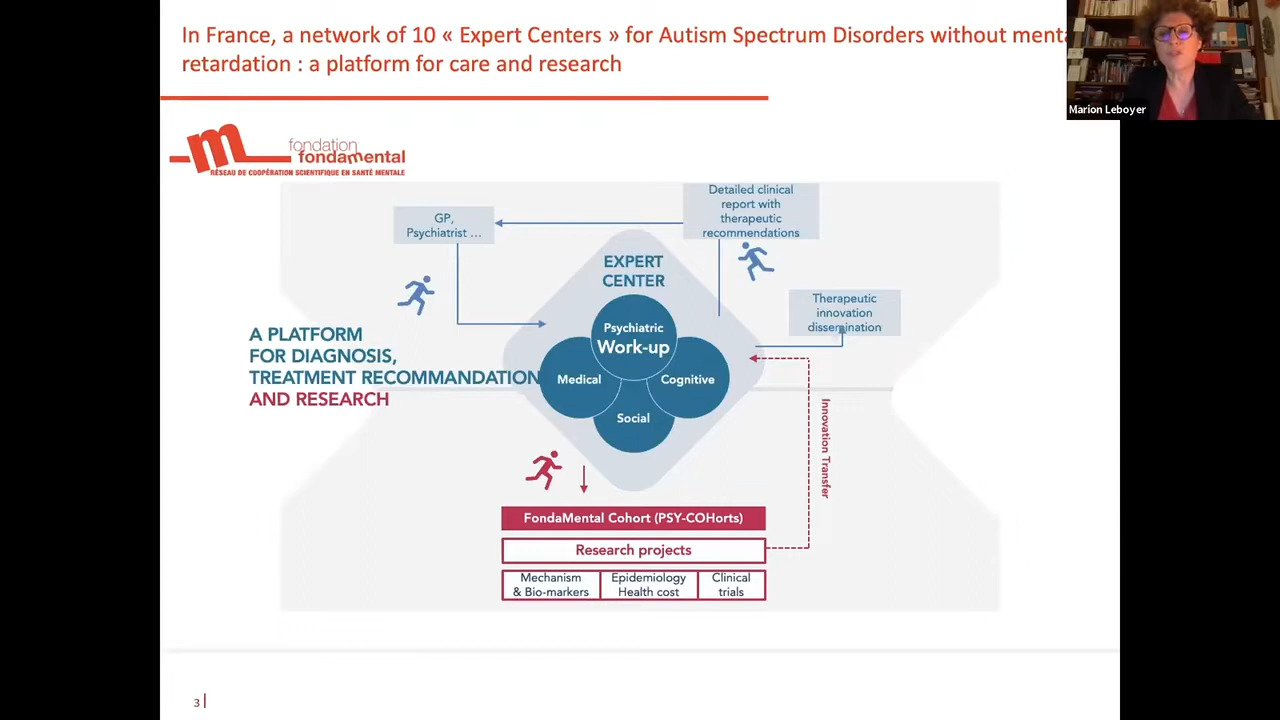 In France, a network of 10 « Expert Centers » for Autism Spectrum Disorders without
retardation : a platform for care and research
Marion Leboyer
fondation
fondamental
RÉSEAU DE COOPÉRATION SCIENTIFIQUE EN SANTÉ MENTALE
GP,
Psychiatrist ...
Detailed clinical
report with
therapeutic
recommendations
EXPERT
CENTER
Therapeutic
innovation
dissemination
Psychiatric
Work-up
Medical
Cognitive
Social
A PLATFORM
FOR DIAGNOSIS,
TREATMENT RECOMMANDATION
AND RESEARCH
Innovation Transfer
FondaMental Cohort (PSY-COHorts)
Research projects
Mechanism
& Bio-markers
Epidemiology
Health cost
Clinical
trials
3